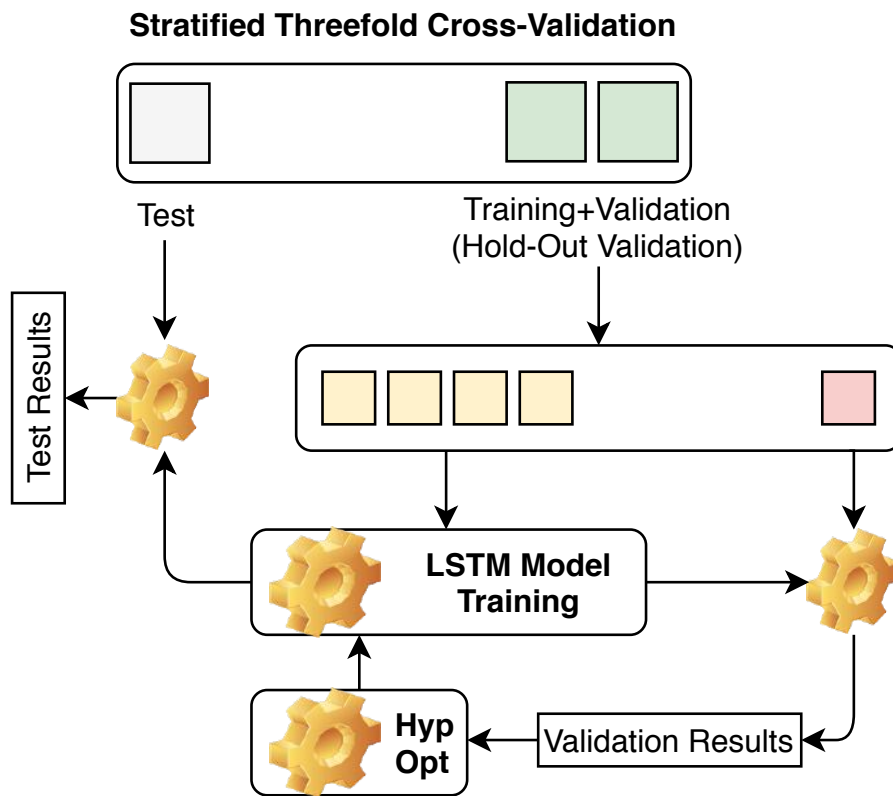 Stratified Threefold Cross-Validation
Test
Training+Validation
(Hold-Out Validation)
Test Results
LSTM Model
Training
Hyp
Opt
Validation Results